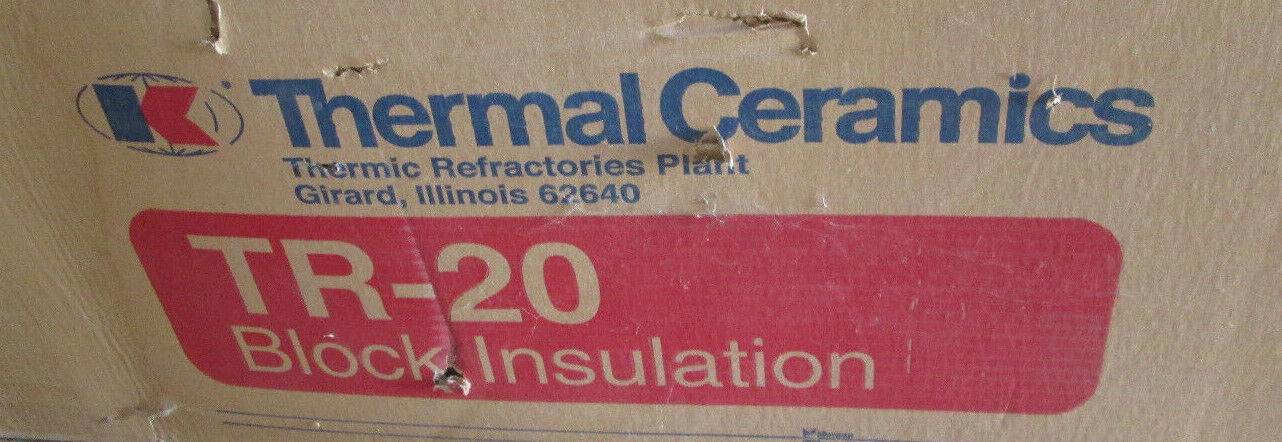 Thermal Ceramics
Thermic Refractories Plant
Girard, Illinois 62640
TR-20
Block Insulation